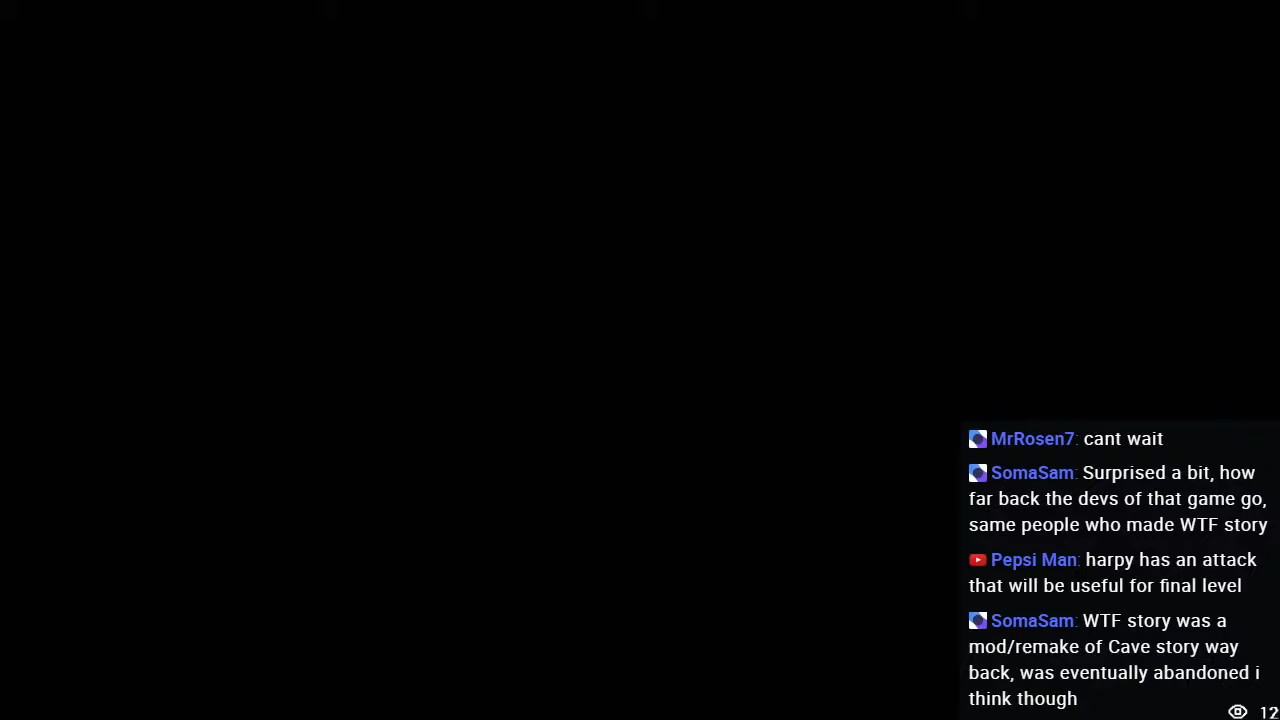 MrRosen7: cant wait
SomaSam: Surprised a bit, how
far back the devs of that game go,
same people who made WTF story
Pepsi Man: harpy has an attack
that will be useful for final level
SomaSam: WTF story was a
mod/remake of Cave story way
back, was eventually abandoned i
think though
12